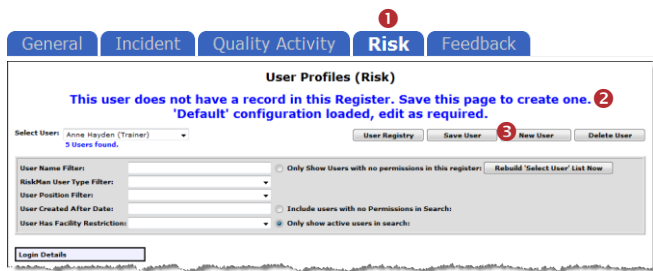 1
General Incident Quality Activity Risk Feedback
User Profiles (Risk)
This user does not have a record in this Register. Save this page to create one. 2
'Default' configuration loaded, edit as required.
Select User: Anne Hayden (Trainer) User Registry Save User 3 New User Delete User
5 Users found.
User Name Filter: Only Show Users with no permissions in this register: Rebuild 'Select User' List Now
RiskMan User Type Filter:
User Position Filter:
User Created After Date: Include users with no Permissions in Search:
User Has Facility Restriction: Only show active users in search:
Login Details